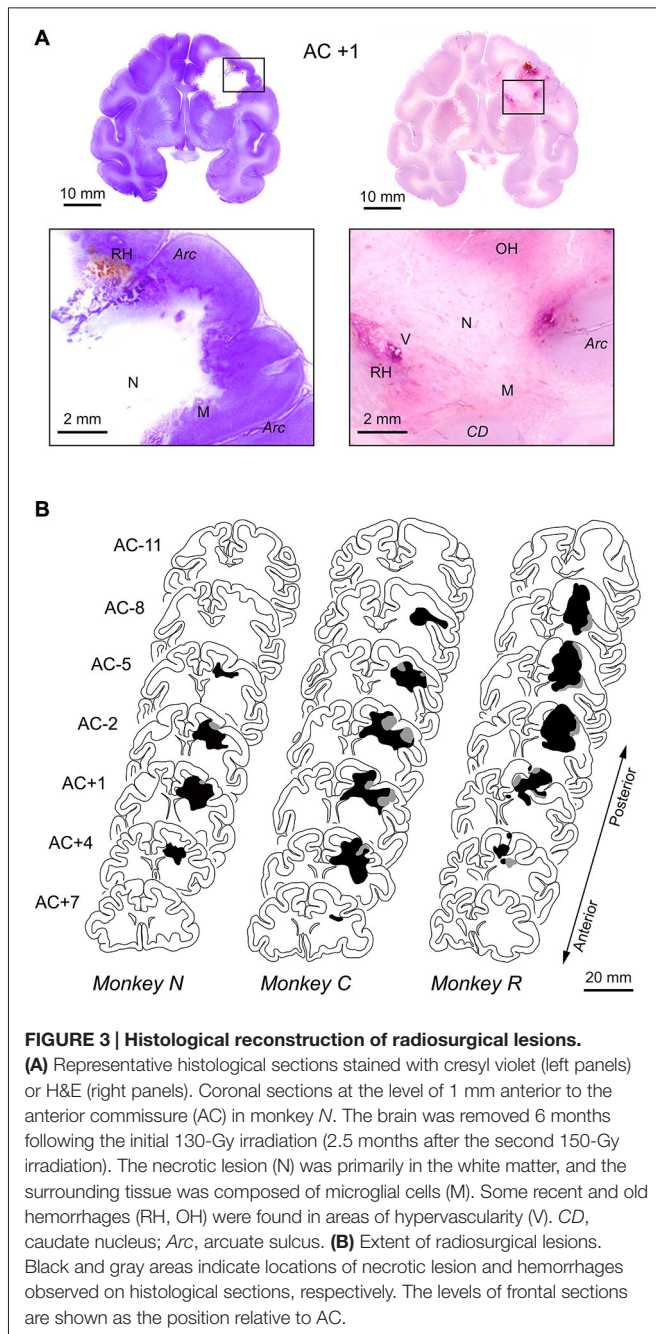 A
AC +1
10 mm
10 mm
RH
Arc
N
M
Arc
2 mm
OH
N
V
RH
Arc
M
CD
2 mm
B
AC-11
AC-8
AC-5
AC-2
AC+1
AC+4
AC+7
Posterior
Anterior
Monkey N
Monkey C
Monkey R
20 mm
FIGURE 3 | Histological reconstruction of radiosurgical lesions.
(A) Representative histological sections stained with cresyl violet (left panels)
or H&E (right panels). Coronal sections at the level of 1 mm anterior to the
anterior commissure (AC) in monkey N. The brain was removed 6 months
following the initial 130-Gy irradiation (2.5 months after the second 150-Gy
irradiation). The necrotic lesion (N) was primarily in the white matter, and the
surrounding tissue was composed of microglial cells (M). Some recent and old
hemorrhages (RH, OH) were found in areas of hypervascularity (V). CD,
caudate nucleus; Arc, arcuate sulcus. (B) Extent of radiosurgical lesions.
Black and gray areas indicate locations of necrotic lesion and hemorrhages
observed on histological sections, respectively. The levels of frontal sections
are shown as the position relative to AC.